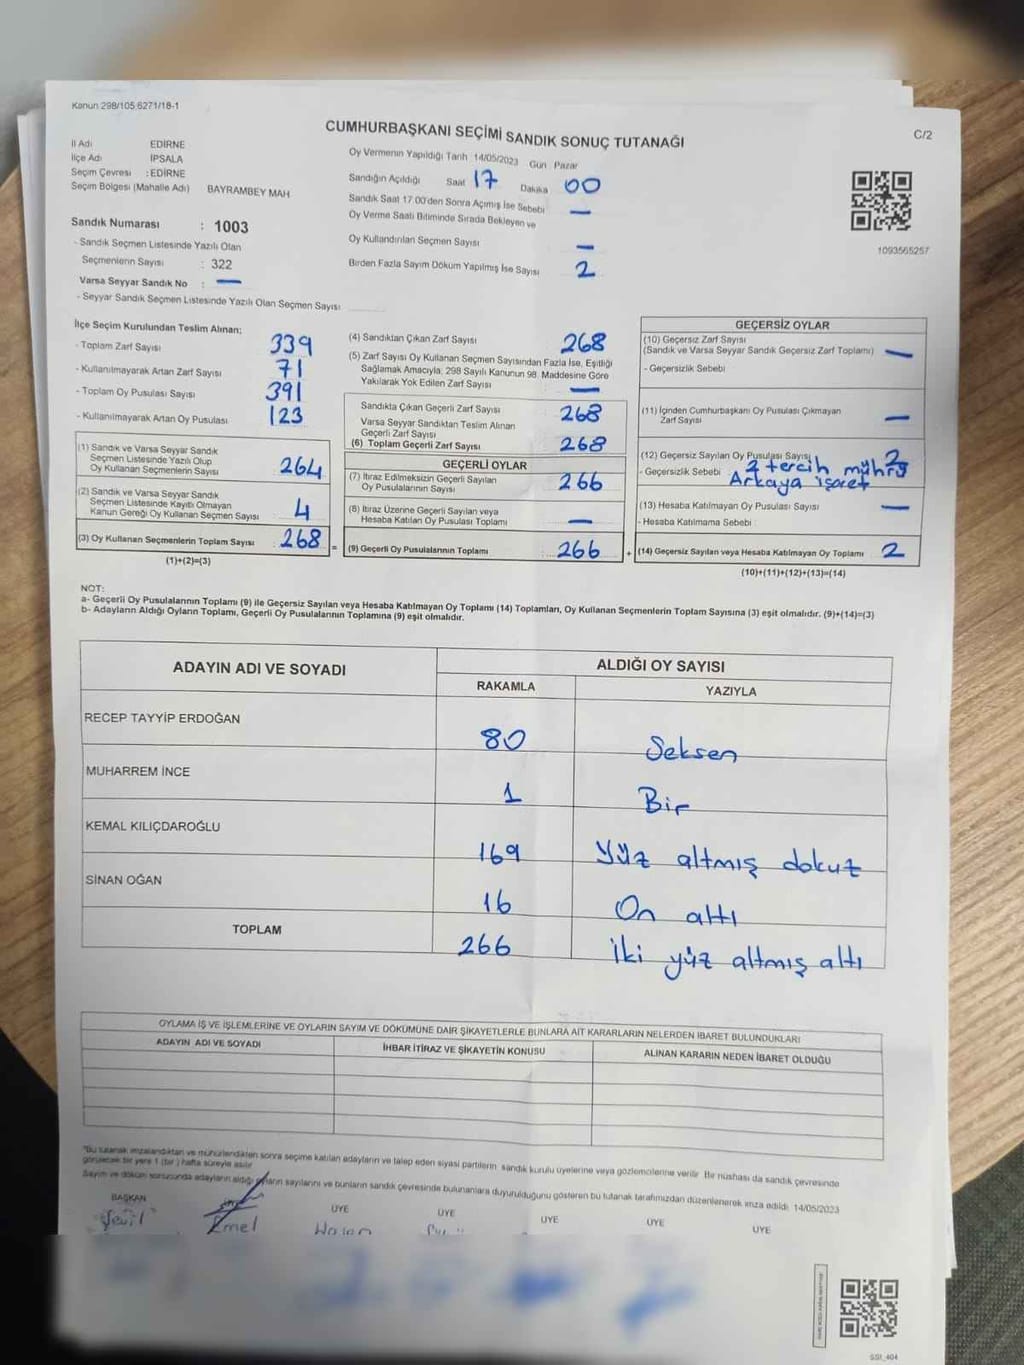 Kanun 298/105 6271/18-1
CUMHURBAŞKANI SEÇİMİ SANDIK SONUÇ TUTANAĞI
C/2
İl Adı EDİRNE
İlçe Adı İPSALA
Seçim Çevresi : EDİRNE
Seçim Bölgesi (Mahalle Adı) BAYRAMBEY MAH
Oy Vermenin Yapıldığı Tarih 14/05/2023 Gün Pazar
Sandığın Açıldığı Saat 17 Dakika 00
Sandık Saat 17.00'den Sonra Açımış İse Sebebi —
Oy Verme Saati Bitiminde Sırada Bekleyen ve
Oy Kullandırılan Seçmen Sayısı —
Birden Fazla Sayım Döküm Yapılmış İse Sayısı 2
1093565257
Sandık Numarası : 1003
- Sandık Seçmen Listesinde Yazılı Olan
Seçmenlerin Sayısı : 322
Varsa Seyyar Sandık No : —
- Seyyar Sandık Seçmen Listesinde Yazılı Olan Seçmen Sayısı
İlçe Seçim Kurulundan Teslim Alınan;
- Toplam Zarf Sayısı 339
- Kullanılmayarak Artan Zarf Sayısı 71
- Toplam Oy Pusulası Sayısı 391
- Kullanılmayarak Artan Oy Pusulası 123
(1) Sandık ve Varsa Seyyar Sandık
Seçmen Listesinde Yazılı Olup
Oy Kullanan Seçmenlerin Sayısı 264
(2) Sandık ve Varsa Seyyar Sandık
Seçmen Listesinde Kayıtlı Olmayan
Kanun Gereği Oy Kullanan Seçmen Sayısı 4
(3) Oy Kullanan Seçmenlerin Toplam Sayısı 268 =
(1)+(2)=(3)
(4) Sandıktan Çıkan Zarf Sayısı 268
(5) Zarf Sayısı Oy Kullanan Seçmen Sayısından Fazla İse, Eşitliği
Sağlamak Amacıyla, 298 Sayılı Kanunun 98. Maddesine Göre
Yakılarak Yok Edilen Zarf Sayısı —
Sandıkta Çıkan Geçerli Zarf Sayısı 268
Varsa Seyyar Sandıktan Teslim Alınan
Geçerli Zarf Sayısı
(6) Toplam Geçerli Zarf Sayısı 268
GEÇERLİ OYLAR
(7) İtiraz Edilmeksizin Geçerli Sayılan
Oy Pusulalarının Sayısı 266
(8) İtiraz Üzerine Geçerli Sayılan veya
Hesaba Katılan Oy Pusulası Toplamı —
(9) Geçerli Oy Pusulalarının Toplamı 266 +
GEÇERSİZ OYLAR
(10) Geçersiz Zarf Sayısı
(Sandık ve Varsa Seyyar Sandık Geçersiz Zarf Toplamı) —
- Geçersizlik Sebebi
(11) İçinden Cumhurbaşkanı Oy Pusulası Çıkmayan
Zarf Sayısı —
(12) Geçersiz Sayılan Oy Pusulası Sayısı 2
- Geçersizlik Sebebi 2 tercih mührü
Arkaya işaret
(13) Hesaba Katılmayan Oy Pusulası Sayısı —
- Hesaba Katılmama Sebebi :
(14) Geçersiz Sayılan veya Hesaba Katılmayan Oy Toplamı 2
(10)+(11)+(12)+(13)=(14)
NOT:
a- Geçerli Oy Pusulalarının Toplamı (9) ile Geçersiz Sayılan veya Hesaba Katılmayan Oy Toplamı (14) Toplamları, Oy Kullanan Seçmenlerin Toplam Sayısına (3) eşit olmalıdır. (9)+(14)=(3)
b- Adayların Aldığı Oyların Toplamı, Geçerli Oy Pusulalarının Toplamına (9) eşit olmalıdır.
ADAYIN ADI VE SOYADI
ALDIĞI OY SAYISI
RAKAMLA YAZIYLA
RECEP TAYYİP ERDOĞAN 80 Seksen
MUHARREM İNCE 1 Bir
KEMAL KILIÇDAROĞLU 169 Yüz altmış dokuz
SİNAN OĞAN 16 On altı
TOPLAM 266 İki yüz altmış altı
OYLAMA İŞ VE İŞLEMLERİNE VE OYLARIN SAYIM VE DÖKÜMÜNE DAİR ŞİKAYETLERLE BUNLARA AİT KARARLARIN NELERDEN İBARET BULUNDUKLARI
ADAYIN ADI VE SOYADI İHBAR İTİRAZ VE ŞİKAYETİN KONUSU ALINAN KARARIN NEDEN İBARET OLDUĞU
"Bu tutanak imzalandıktan ve mühürlendikten sonra seçime katılan adayların ve talep eden siyasi partilerin sandık kurulu üyelerine veya gözlemcilerine verilir. Bir nüshası da sandık çevresinde
görülecek bir yere 1 (bir) hafta süreyle asılır
Sayım ve döküm sonucunda adayların aldığı oyların sayılarını ve bunların sandık çevresinde bulunanlara duyurulduğunu gösteren bu tutanak tarafımızdan düzenlenerek imza edildi. 14/05/2023
BAŞKAN ÜYE ÜYE ÜYE ÜYE ÜYE
Emel Hasan
SSİ_404